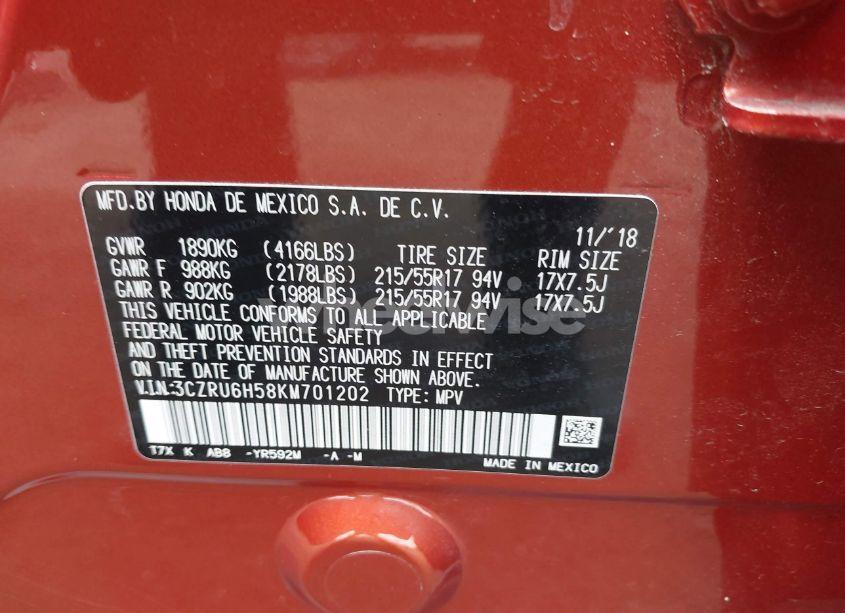 MFD.BY HONDA DE MEXICO S.A. DE C.V.
11/'18
GVWR 1890KG (4166LBS) TIRE SIZE RIM SIZE
GAWR F 988KG (2178LBS) 215/55R17 94V 17X7.5J
GAWR R 902KG (1988LBS) 215/55R17 94V 17X7.5J
THIS VEHICLE CONFORMS TO ALL APPLICABLE
FEDERAL MOTOR VEHICLE SAFETY
AND THEFT PREVENTION STANDARDS IN EFFECT
ON THE DATE OF MANUFACTURE SHOWN ABOVE.
V.I.N:3CZRU6H58KM701202 TYPE: MPV
T7X K AB8 -YR592M -A -M
MADE IN MEXICO